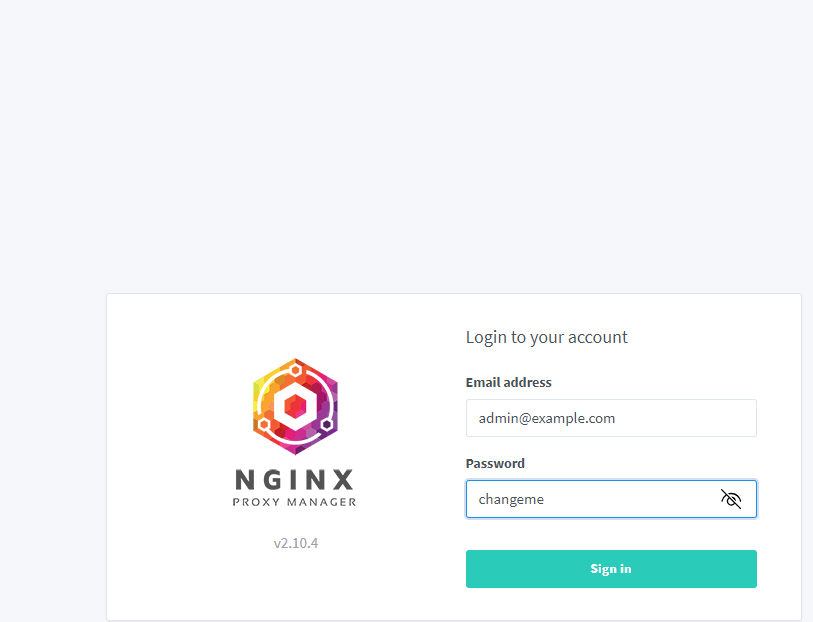 NGINX
PROXY MANAGER
v2.10.4
Login to your account
Email address
admin@example.com
Password
changeme
Sign in